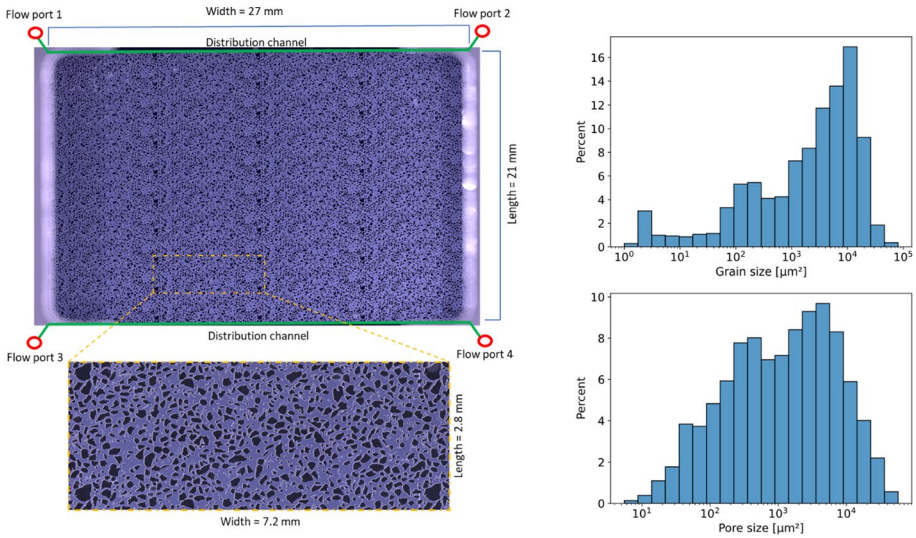 Width = 27 mm
Flow port 1
Flow port 2
Distribution channel
Length = 21 mm
Distribution channel
Flow port 3
Flow port 4
Length = 2.8 mm
Width = 7.2 mm
Percent
16
14
12
10
8
6
4
2
0
10⁰ 10¹ 10² 10³ 10⁴ 10⁵
Grain size [μm²]
Percent
10
8
6
4
2
0
10¹ 10² 10³ 10⁴
Pore size [μm²]